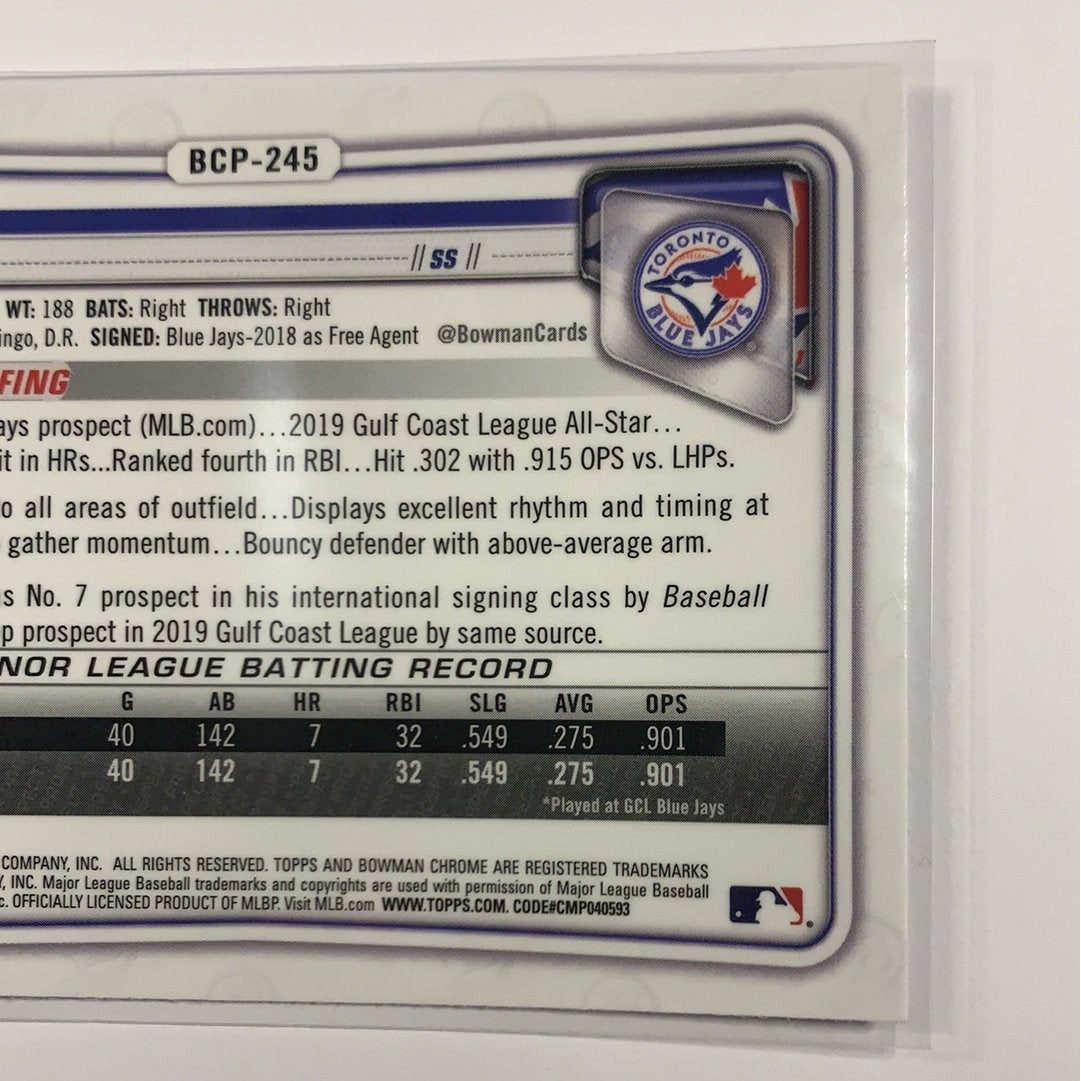 BCP-245
TORONTO
BLUE JAYS
// SS //
WT: 188 BATS: Right THROWS: Right
ingo, D.R. SIGNED: Blue Jays-2018 as Free Agent @BowmanCards
FING
ays prospect (MLB.com)...2019 Gulf Coast League All-Star...
it in HRs...Ranked fourth in RBI...Hit .302 with .915 OPS vs. LHPs.
o all areas of outfield...Displays excellent rhythm and timing at
gather momentum...Bouncy defender with above-average arm.
s No. 7 prospect in his international signing class by Baseball
p prospect in 2019 Gulf Coast League by same source.
NOR LEAGUE BATTING RECORD
G AB HR RBI SLG AVG OPS
40 142 7 32 .549 .275 .901
40 142 7 32 .549 .275 .901
*Played at GCL Blue Jays
COMPANY, INC. ALL RIGHTS RESERVED. TOPPS AND BOWMAN CHROME ARE REGISTERED TRADEMARKS
, INC. Major League Baseball trademarks and copyrights are used with permission of Major League Baseball
c. OFFICIALLY LICENSED PRODUCT OF MLBP. Visit MLB.com WWW.TOPPS.COM. CODE#CMP040593